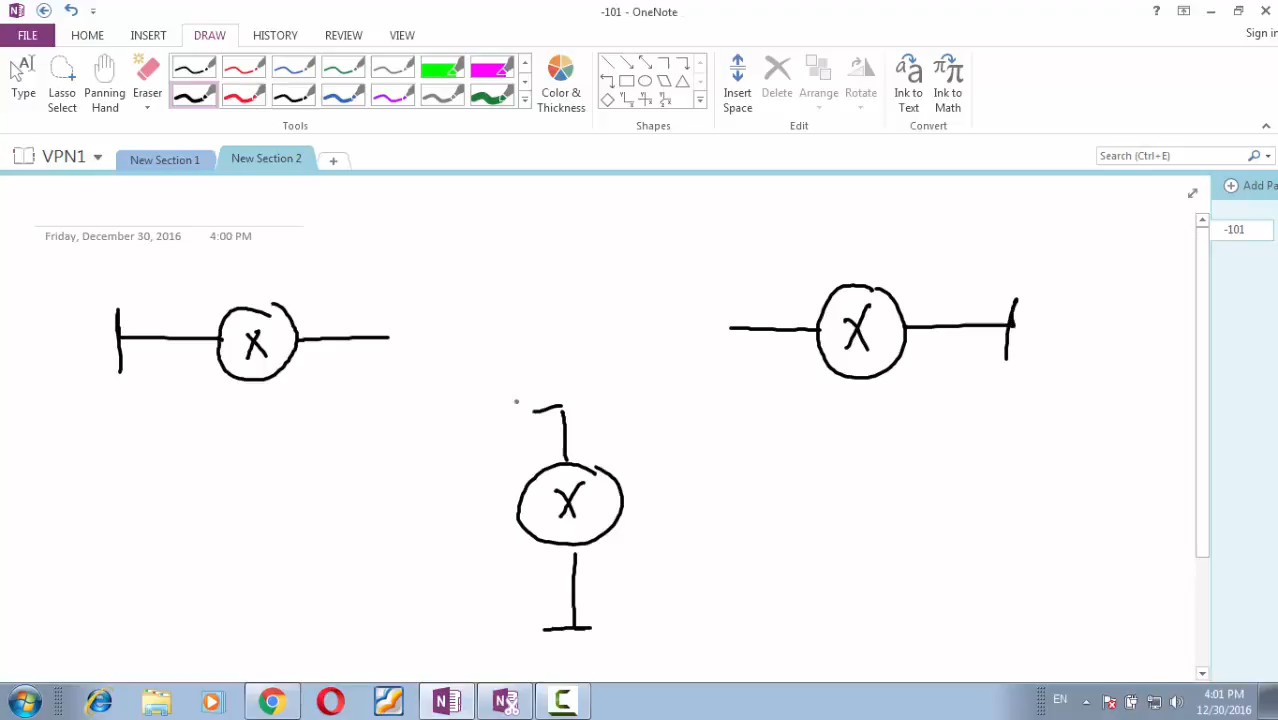 -101 - OneNote
?
Sign in
FILE
HOME
INSERT
DRAW
HISTORY
REVIEW
VIEW
Type
Lasso
Select
Panning
Hand
Eraser
Color &
Thickness
Insert
Space
Delete
Arrange
Rotate
Ink to
Text
Ink to
Math
Tools
Shapes
Edit
Convert
VPN1
New Section 1
New Section 2
Search (Ctrl+E)
Add Pa
-101
Friday, December 30, 2016 4:00 PM
X
X
X
EN
4:01 PM
12/30/2016